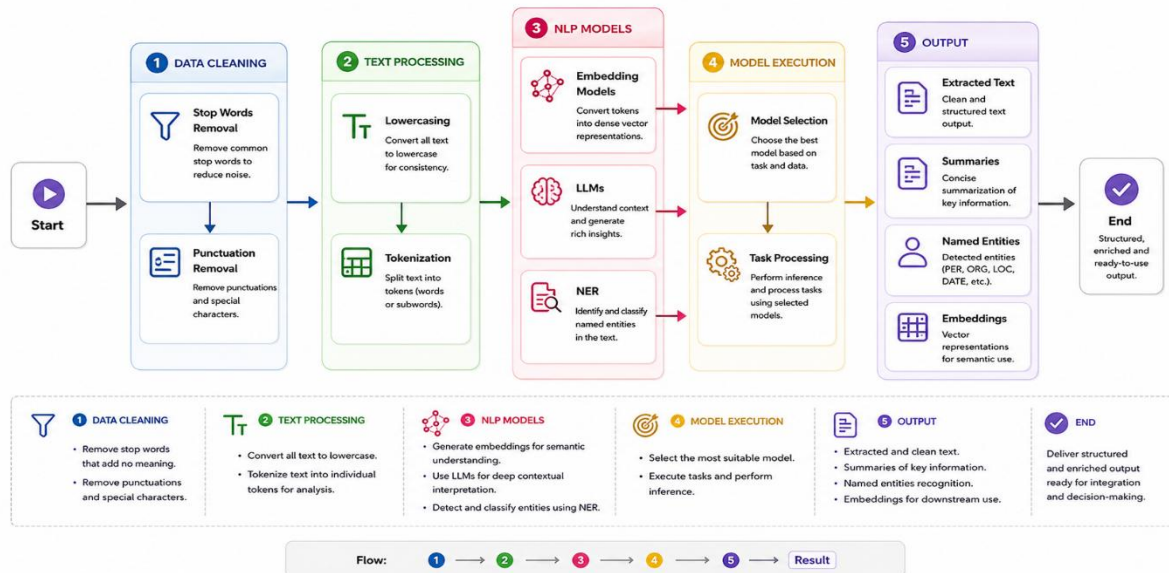 Start
1 DATA CLEANING
Stop Words
Removal
Remove common
stop words to
reduce noise.
Punctuation
Removal
Remove punctuations
and special
characters.
2 TEXT PROCESSING
Lowercasing
Convert all text
to lowercase
for consistency.
Tokenization
Split text into
tokens (words
or subwords).
3 NLP MODELS
Embedding
Models
Convert tokens
into dense vector
representations.
LLMs
Understand context
and generate
rich insights.
NER
Identify and classify
named entities
in the text.
4 MODEL EXECUTION
Model Selection
Choose the best
model based on
task and data.
Task Processing
Perform inference
and process tasks
using selected
models.
5 OUTPUT
Extracted Text
Clean and
structured text
output.
Summaries
Concise
summarization of
key information.
Named Entities
Detected entities
(PER, ORG, LOC,
DATE, etc.).
Embeddings
Vector
representations
for semantic use.
End
Structured,
enriched and
ready-to-use
output.
1 DATA CLEANING
• Remove stop words
that add no meaning.
• Remove punctuations
and special characters.
2 TEXT PROCESSING
• Convert all text to lowercase.
• Tokenize text into individual
tokens for analysis.
3 NLP MODELS
• Generate embeddings for semantic
understanding.
• Use LLMs for deep contextual
interpretation.
• Detect and classify entities using NER.
4 MODEL EXECUTION
• Select the most suitable model.
• Execute tasks and perform
inference.
5 OUTPUT
• Extracted and clean text.
• Summaries of key information.
• Named entities recognition.
• Embeddings for downstream use.
END
Deliver structured
and enriched output
ready for integration
and decision-making.
Flow: 1 → 2 → 3 → 4 → 5 → Result